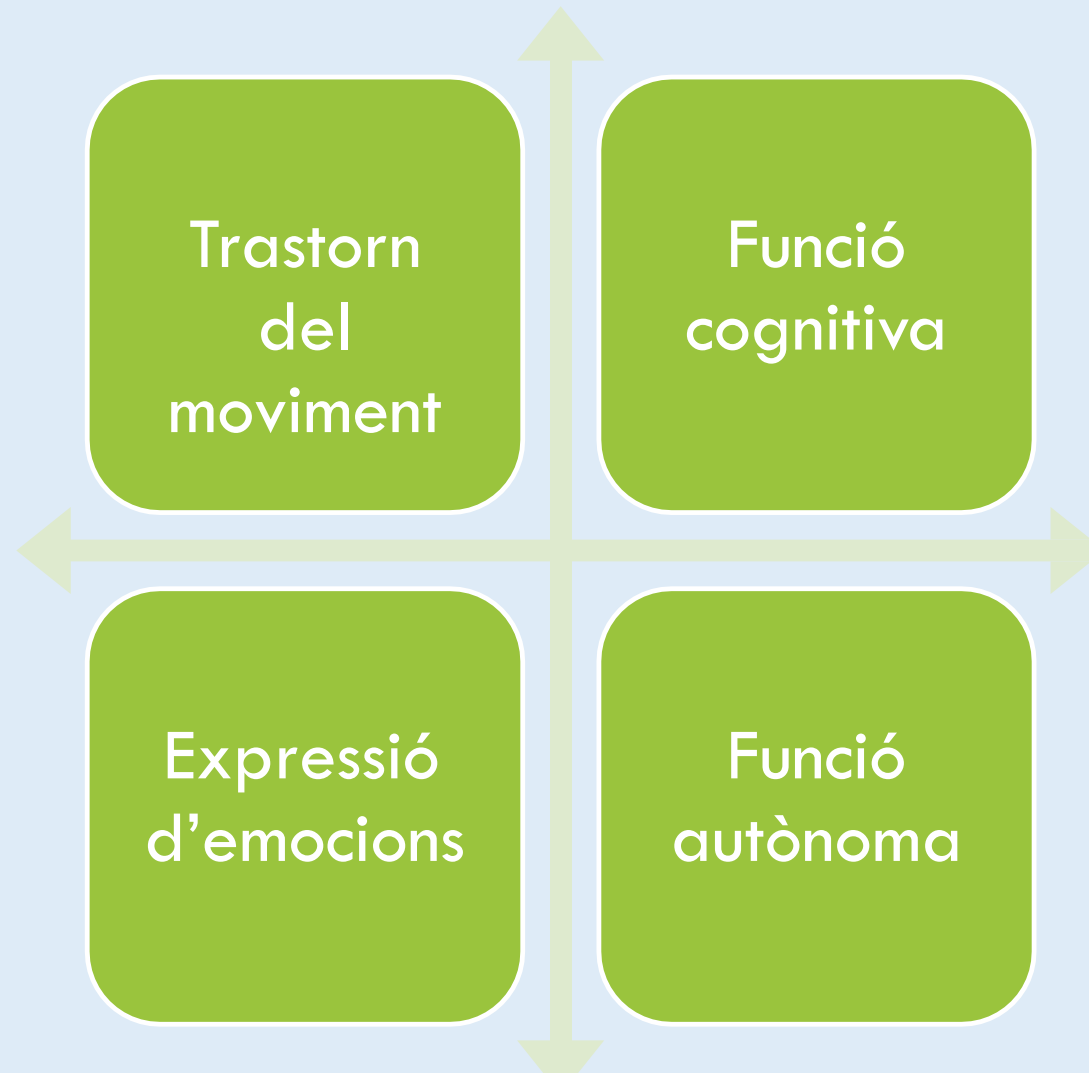 Trastorn
del
moviment
Funció
cognitiva
Expressió
d’emocions
Funció
autònoma